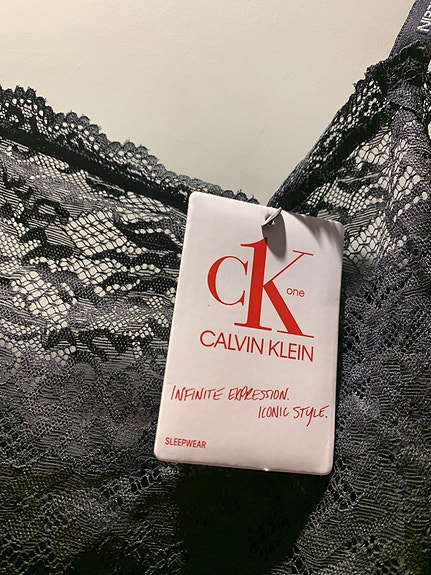 cK one
CALVIN KLEIN
INFINITE EXPRESSION.
ICONIC STYLE.
SLEEPWEAR